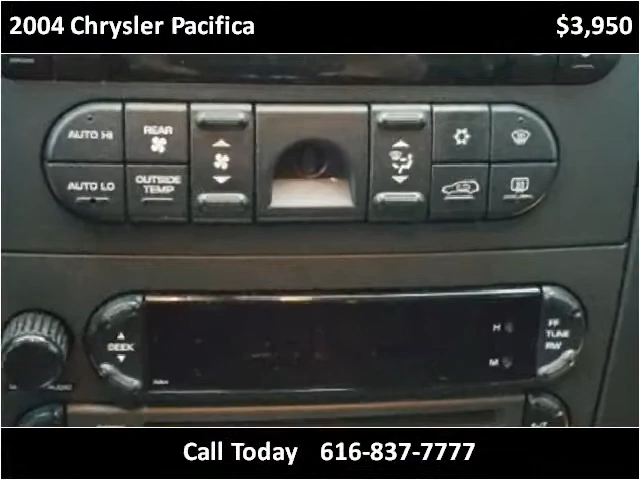 2004 Chrysler Pacifica $3,950
AUTO HI REAR
AUTO LO OUTSIDE TEMP
SEEK
H
M
FF
TUNE
RW
Call Today 616-837-7777